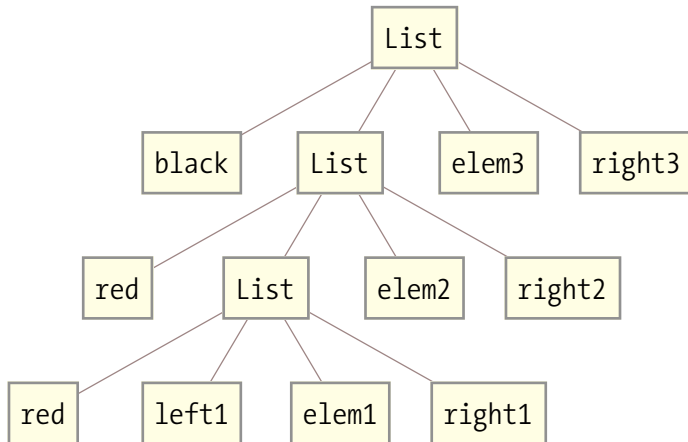 List
black List elem3 right3
red List elem2 right2
red left1 elem1 right1